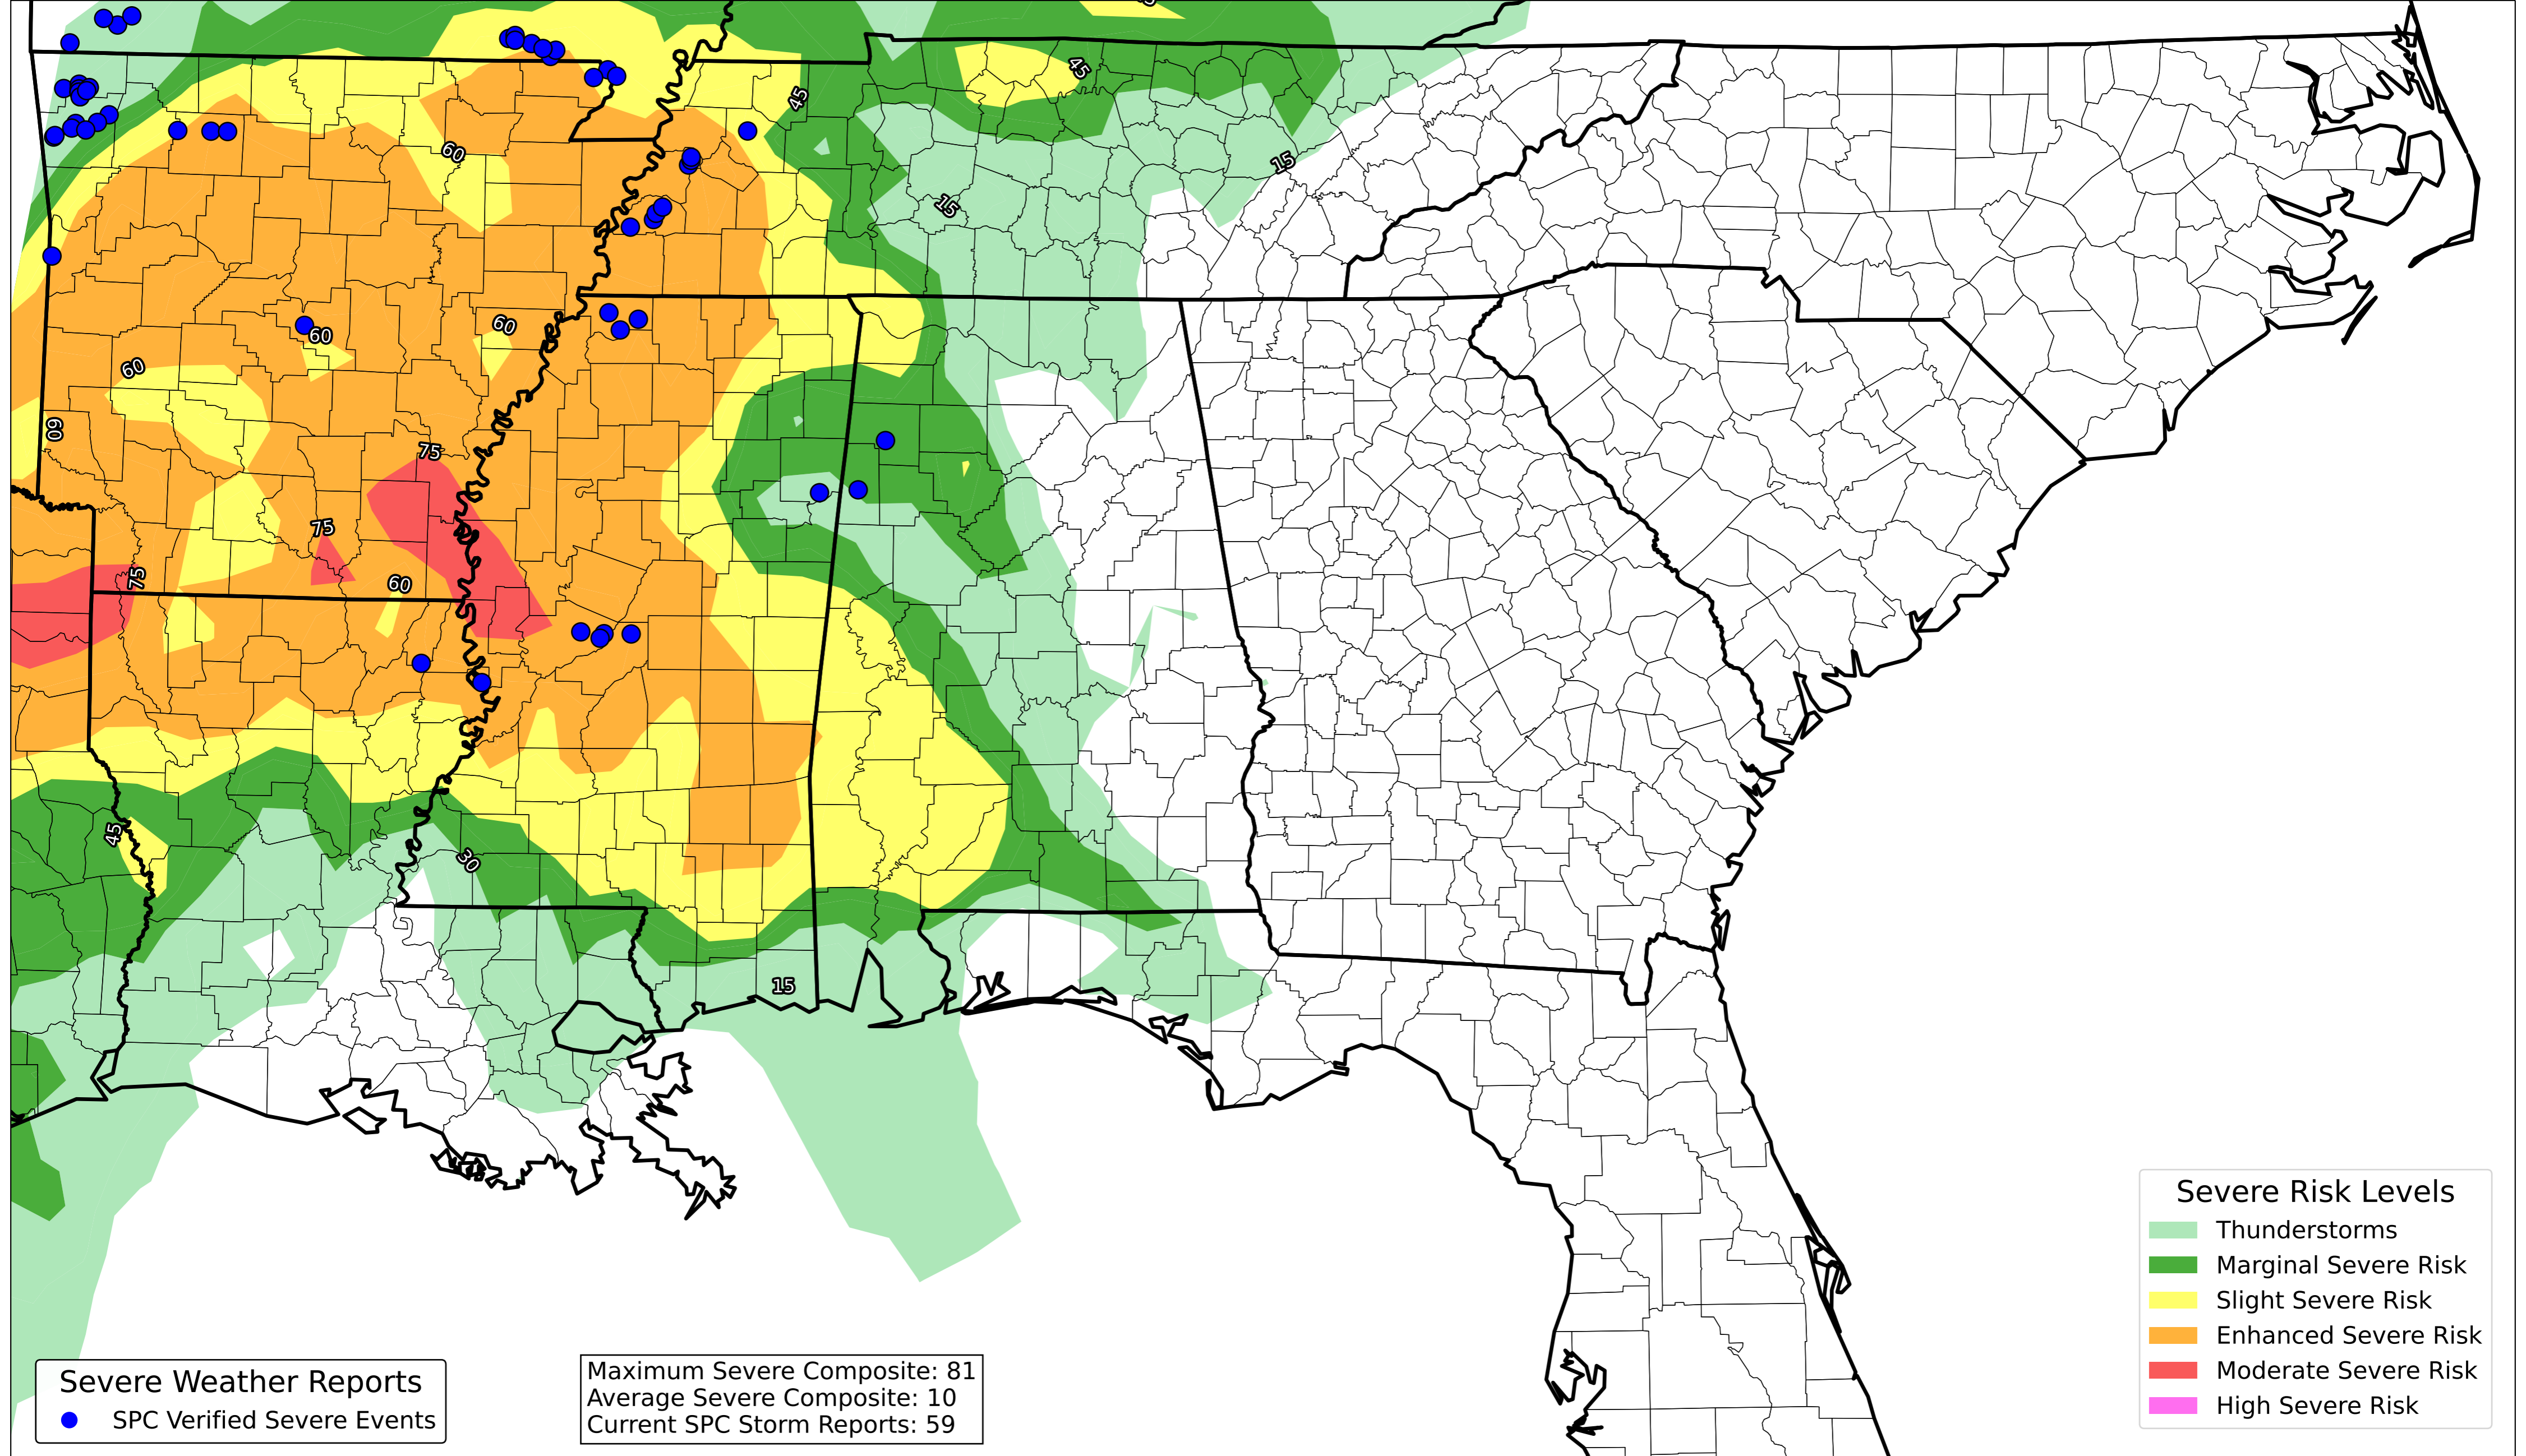 45
45
60
15
15
60
60
60
60
75
75
75
60
45
30
15
Severe Risk Levels
Thunderstorms
Marginal Severe Risk
Slight Severe Risk
Enhanced Severe Risk
Moderate Severe Risk
High Severe Risk
Severe Weather Reports
SPC Verified Severe Events
Maximum Severe Composite: 81
Average Severe Composite: 10
Current SPC Storm Reports: 59